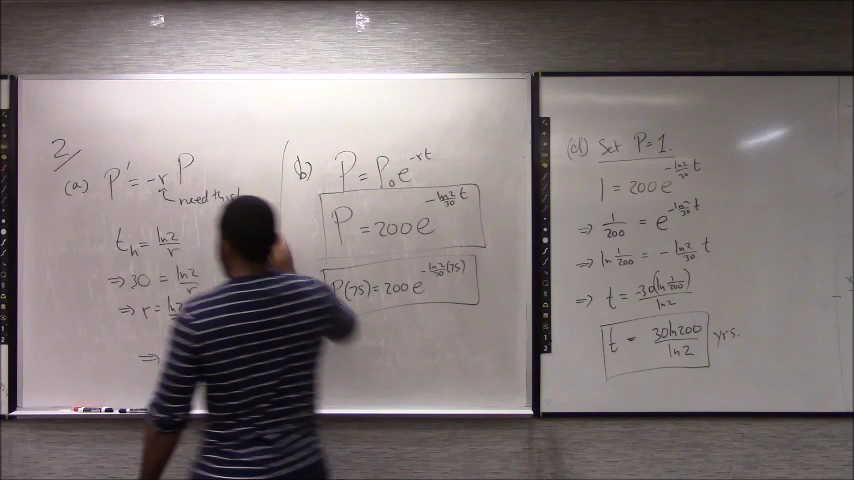 2/
(a) P' = -r P
need this!
t_h = ln2/r
⇒ 30 = ln2/r
⇒ r = ln2
⇒
b) P = P₀e^(-rt)
P = 200e^(-ln2/30 t)
P(75) = 200e^(-ln2/30 (75))
(d) Set P=1.
1 = 200e^(-ln2/30 t)
⇒ 1/200 = e^(-ln2/30 t)
⇒ ln 1/200 = - ln2/30 t
⇒ t = -30(ln 1/200)/ln2
t = 30ln200/ln2 yrs.